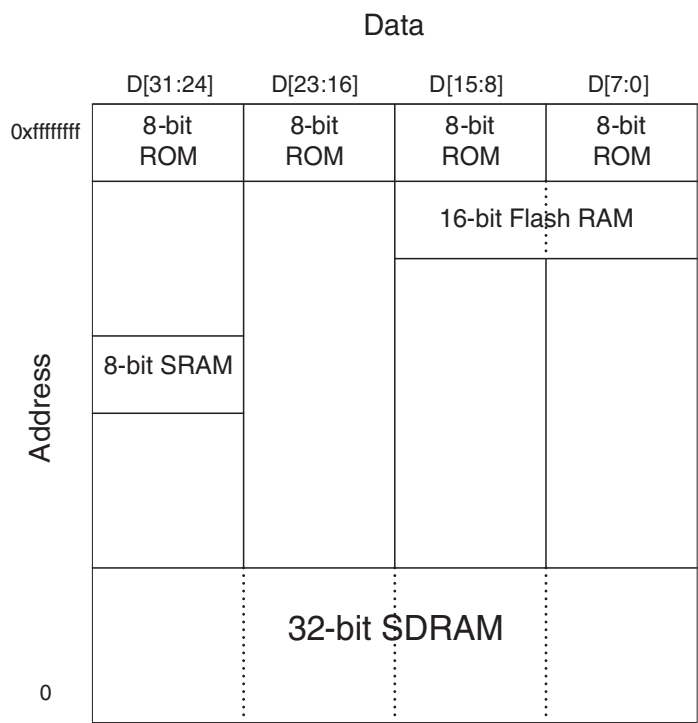 Data
D[31:24] D[23:16] D[15:8] D[7:0]
0xffffffff
8-bit
ROM
8-bit
ROM
8-bit
ROM
8-bit
ROM
16-bit Flash RAM
Address
8-bit SRAM
32-bit SDRAM
0